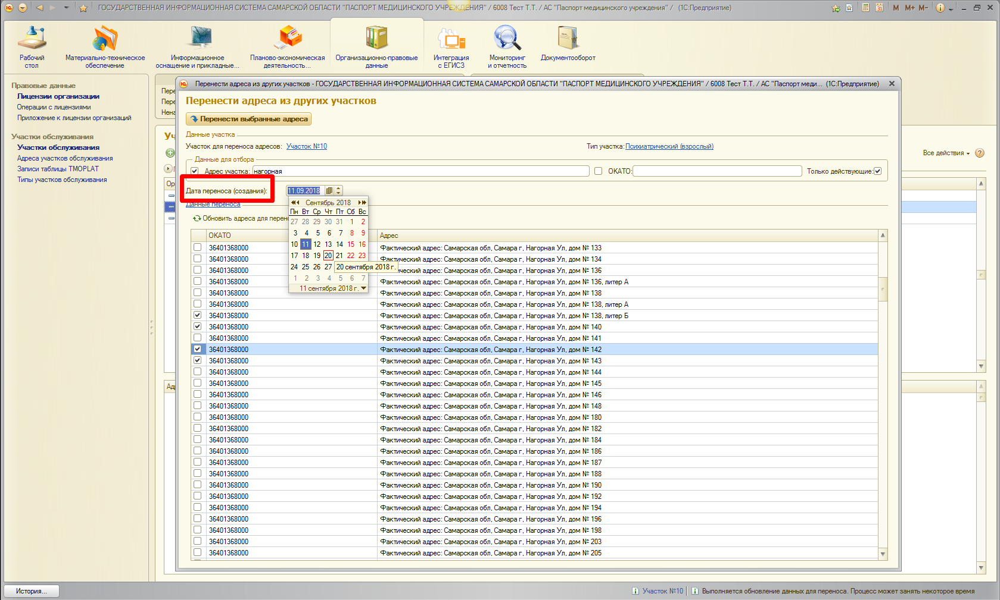 ГОСУДАРСТВЕННАЯ ИНФОРМАЦИОННАЯ СИСТЕМА САМАРСКОЙ ОБЛАСТИ "ПАСПОРТ МЕДИЦИНСКОГО УЧРЕЖДЕНИЯ" / 6008 Тест Т.Т. / АС "Паспорт медицинского учреждения" / (1С:Предприятие)
M M+ M-
Рабочий стол
Материально-техническое обеспечение
Информационное оснащение и прикладные...
Планово-экономическая деятельность...
Организационно-правовые данные
Интеграция с ЕГИСЗ
Мониторинг и отчетность
Документооборот
Правовые данные
Лицензии организации
Операции с лицензиями
Приложение к лицензии организаций
Участки обслуживания
Участки обслуживания
Адреса участков обслуживания
Записи таблицы TMOPLAT
Типы участков обслуживания
Пере
Пере
Нена
Уч
Все действия
Ор
Ад
Перенести адреса из других участков - ГОСУДАРСТВЕННАЯ ИНФОРМАЦИОННАЯ СИСТЕМА САМАРСКОЙ ОБЛАСТИ "ПАСПОРТ МЕДИЦИНСКОГО УЧРЕЖДЕНИЯ" / 6008 Тест Т.Т. / АС "Паспорт меди... (1С:Предприятие)
Перенести адреса из других участков
Перенести выбранные адреса
Данные участка
Участок для переноса адресов: Участок №10 Тип участка: Психиатрический (взрослый)
Данные для отбора
Адрес участка: нагорная ОКАТО: Только действующие:
Дата переноса (создания): 11.09.2018
Данные переноса
Обновить адреса для перено
Сентябрь 2018
Пн Вт Ср Чт Пт Сб Вс
27 28 29 30 31 1 2
3 4 5 6 7 8 9
10 11 12 13 14 15 16
17 18 19 20 21 22 23
24 25 26 27
20 сентября 2018 г.
1 2 3 4 5 6 7
11 сентября 2018 г.
ОКАТО Адрес
36401368000 Фактический адрес: Самарская обл, Самара г, Нагорная Ул, дом № 133
36401368000 Фактический адрес: Самарская обл, Самара г, Нагорная Ул, дом № 134
36401368000 ческий адрес: Самарская обл, Самара г, Нагорная Ул, дом № 136
36401368000 Фактический адрес: Самарская обл, Самара г, Нагорная Ул, дом № 136, литер А
36401368000 Фактический адрес: Самарская обл, Самара г, Нагорная Ул, дом № 138
36401368000 Фактический адрес: Самарская обл, Самара г, Нагорная Ул, дом № 138, литер А
36401368000 Фактический адрес: Самарская обл, Самара г, Нагорная Ул, дом № 138, литер Б
36401368000 Фактический адрес: Самарская обл, Самара г, Нагорная Ул, дом № 140
36401368000 Фактический адрес: Самарская обл, Самара г, Нагорная Ул, дом № 141
36401368000 Фактический адрес: Самарская обл, Самара г, Нагорная Ул, дом № 142
36401368000 Фактический адрес: Самарская обл, Самара г, Нагорная Ул, дом № 143
36401368000 Фактический адрес: Самарская обл, Самара г, Нагорная Ул, дом № 144
36401368000 Фактический адрес: Самарская обл, Самара г, Нагорная Ул, дом № 145
36401368000 Фактический адрес: Самарская обл, Самара г, Нагорная Ул, дом № 146
36401368000 Фактический адрес: Самарская обл, Самара г, Нагорная Ул, дом № 148
36401368000 Фактический адрес: Самарская обл, Самара г, Нагорная Ул, дом № 180
36401368000 Фактический адрес: Самарская обл, Самара г, Нагорная Ул, дом № 182
36401368000 Фактический адрес: Самарская обл, Самара г, Нагорная Ул, дом № 184
36401368000 Фактический адрес: Самарская обл, Самара г, Нагорная Ул, дом № 186
36401368000 Фактический адрес: Самарская обл, Самара г, Нагорная Ул, дом № 187
36401368000 Фактический адрес: Самарская обл, Самара г, Нагорная Ул, дом № 188
36401368000 Фактический адрес: Самарская обл, Самара г, Нагорная Ул, дом № 190
36401368000 Фактический адрес: Самарская обл, Самара г, Нагорная Ул, дом № 192
36401368000 Фактический адрес: Самарская обл, Самара г, Нагорная Ул, дом № 194
36401368000 Фактический адрес: Самарская обл, Самара г, Нагорная Ул, дом № 196
36401368000 Фактический адрес: Самарская обл, Самара г, Нагорная Ул, дом № 198
36401368000 Фактический адрес: Самарская обл, Самара г, Нагорная Ул, дом № 203
36401368000 Фактический адрес: Самарская обл, Самара г, Нагорная Ул, дом № 205
История...
Участок №10
Выполняется обновление данных для переноса. Процесс может занять некоторое время